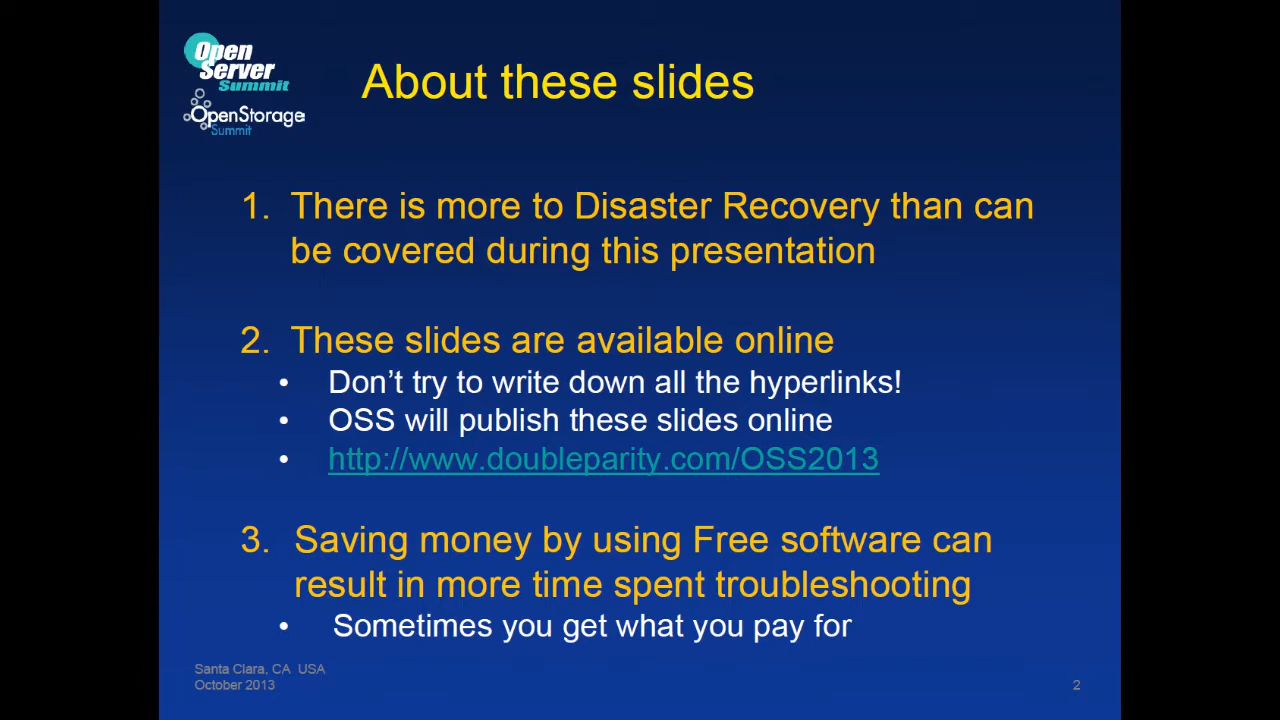 Open
Server
Summit
OpenStorage
Summit
About these slides
1. There is more to Disaster Recovery than can
be covered during this presentation
2. These slides are available online
• Don't try to write down all the hyperlinks!
• OSS will publish these slides online
• http://www.doubleparity.com/OSS2013
3. Saving money by using Free software can
result in more time spent troubleshooting
• Sometimes you get what you pay for
Santa Clara, CA USA
October 2013
2